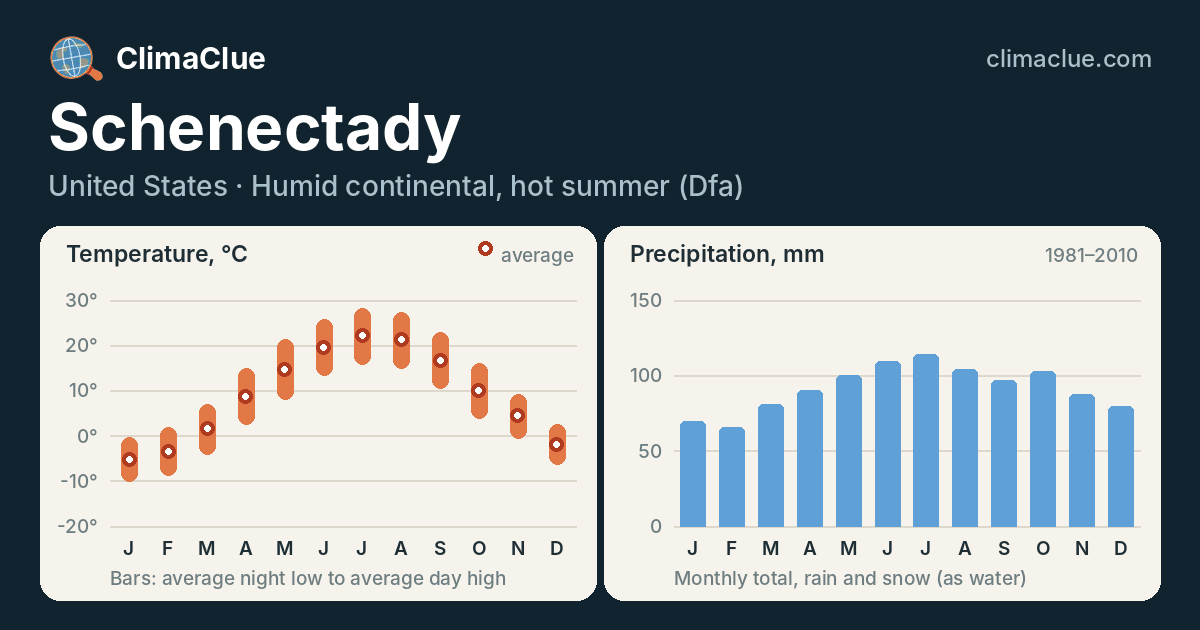 ClimaClue
climaclue.com
Schenectady
United States · Humid continental, hot summer (Dfa)
Temperature, °C
average
30°
20°
10°
0°
-10°
-20°
J F M A M J J A S O N D
Bars: average night low to average day high
Precipitation, mm
1981–2010
150
100
50
0
J F M A M J J A S O N D
Monthly total, rain and snow (as water)